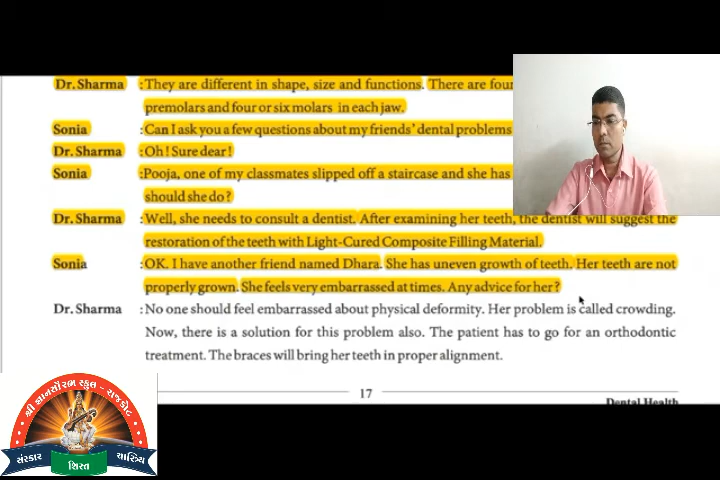 Dr. Sharma : They are different in shape, size and functions. There are four
premolars and four or six molars in each jaw.
Sonia : Can I ask you a few questions about my friends' dental problems
Dr. Sharma : Oh! Sure dear!
Sonia : Pooja, one of my classmates slipped off a staircase and she has
should she do?
Dr. Sharma : Well, she needs to consult a dentist. After examining her teeth, the dentist will suggest the
restoration of the teeth with Light-Cured Composite Filling Material.
Sonia : OK. I have another friend named Dhara. She has uneven growth of teeth. Her teeth are not
properly grown. She feels very embarrassed at times. Any advice for her?
Dr. Sharma : No one should feel embarrassed about physical deformity. Her problem is called crowding.
Now, there is a solution for this problem also. The patient has to go for an orthodontic
treatment. The braces will bring her teeth in proper alignment.
17
Dental Health
શ્રી જ્ઞાનસૌરભ સ્કુલ - રાજકોટ
સંસ્કાર
શિસ્ત
ચારિત્ર્ય